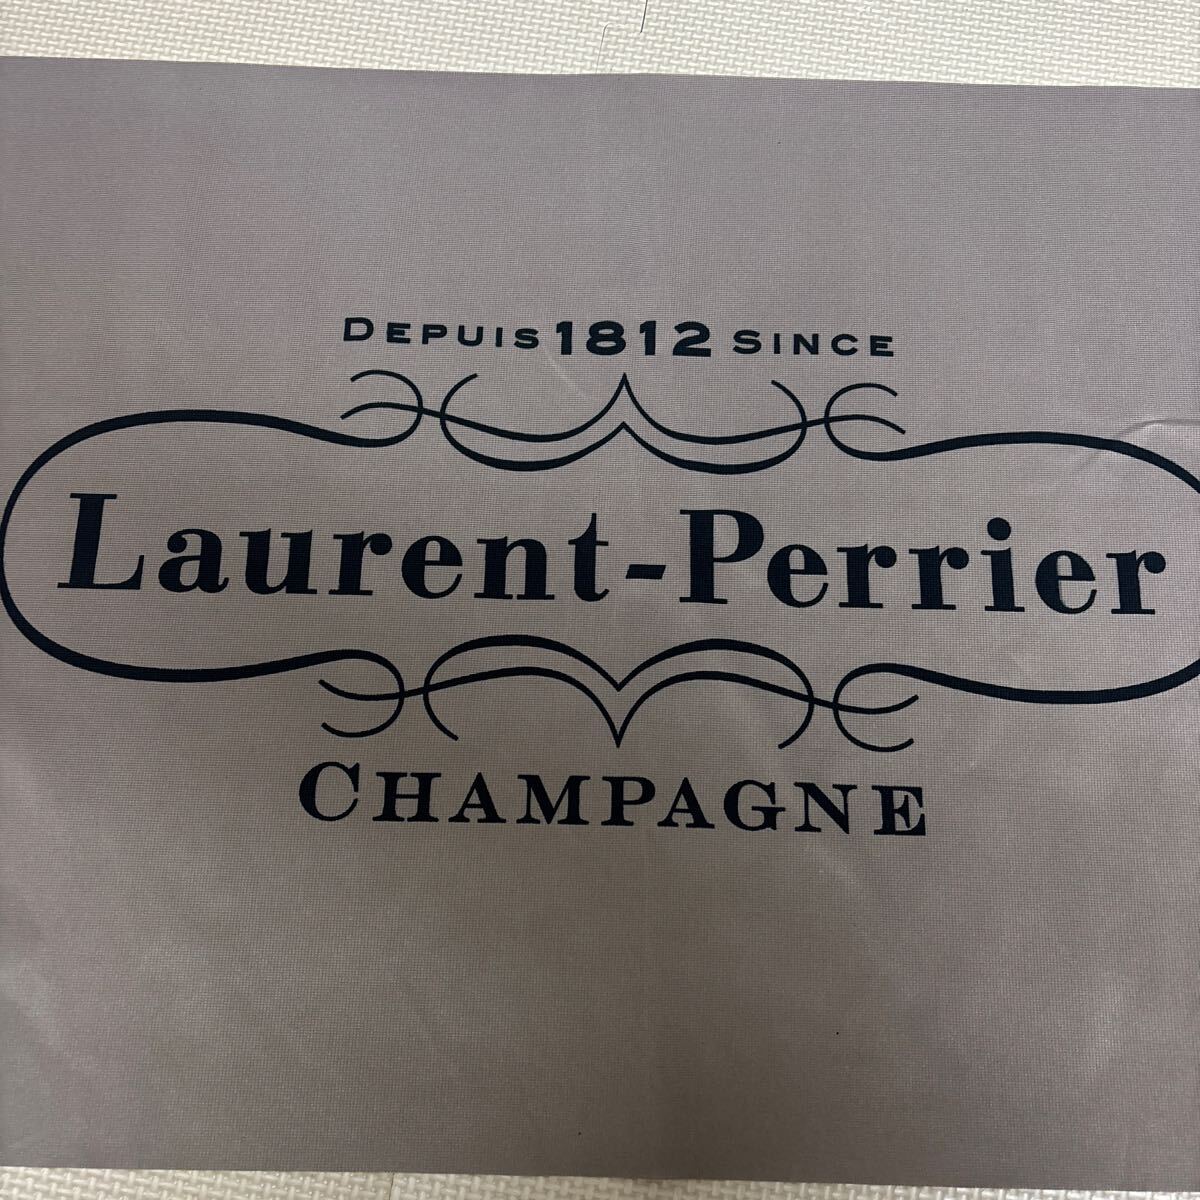 DEPUIS 1812 SINCE
Laurent-Perrier
CHAMPAGNE